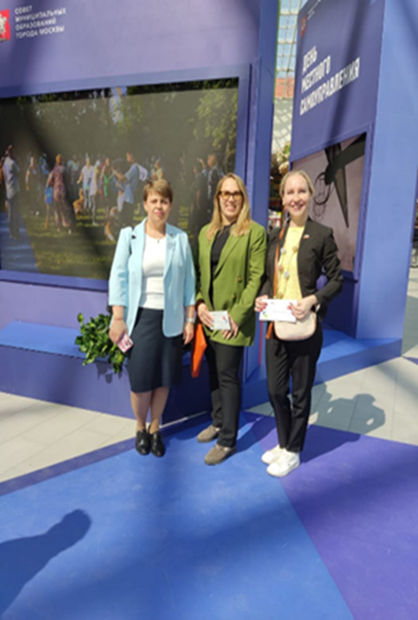 СОВЕТ
МУНИЦИПАЛЬНЫХ
ОБРАЗОВАНИЙ
ГОРОДА МОСКВЫ
ДЕНЬ
МЕСТНОГО
САМОУПРАВЛЕНИЯ